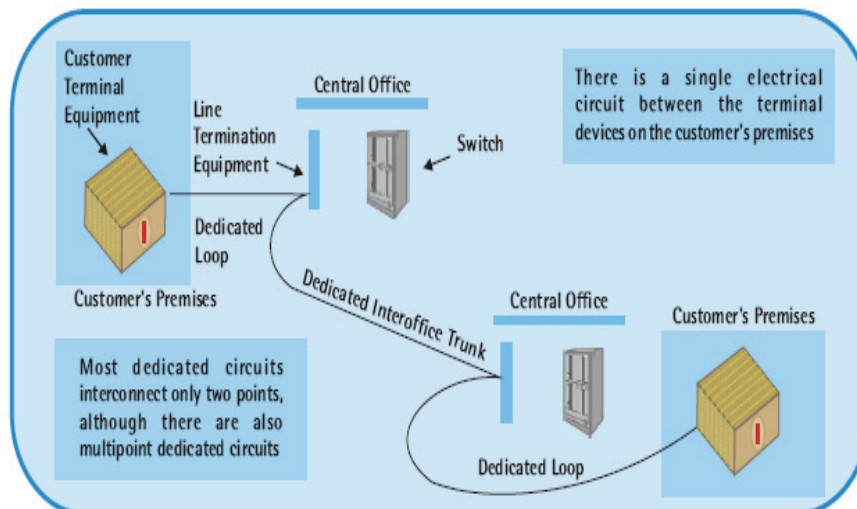 Customer
Terminal
Equipment
Central Office
Line
Termination
Equipment
Switch
There is a single electrical
circuit between the terminal
devices on the customer's premises
Dedicated
Loop
Customer's Premises
Dedicated Interoffice Trunk
Central Office
Customer's Premises
Most dedicated circuits
interconnect only two points,
although there are also
multipoint dedicated circuits
Dedicated Loop